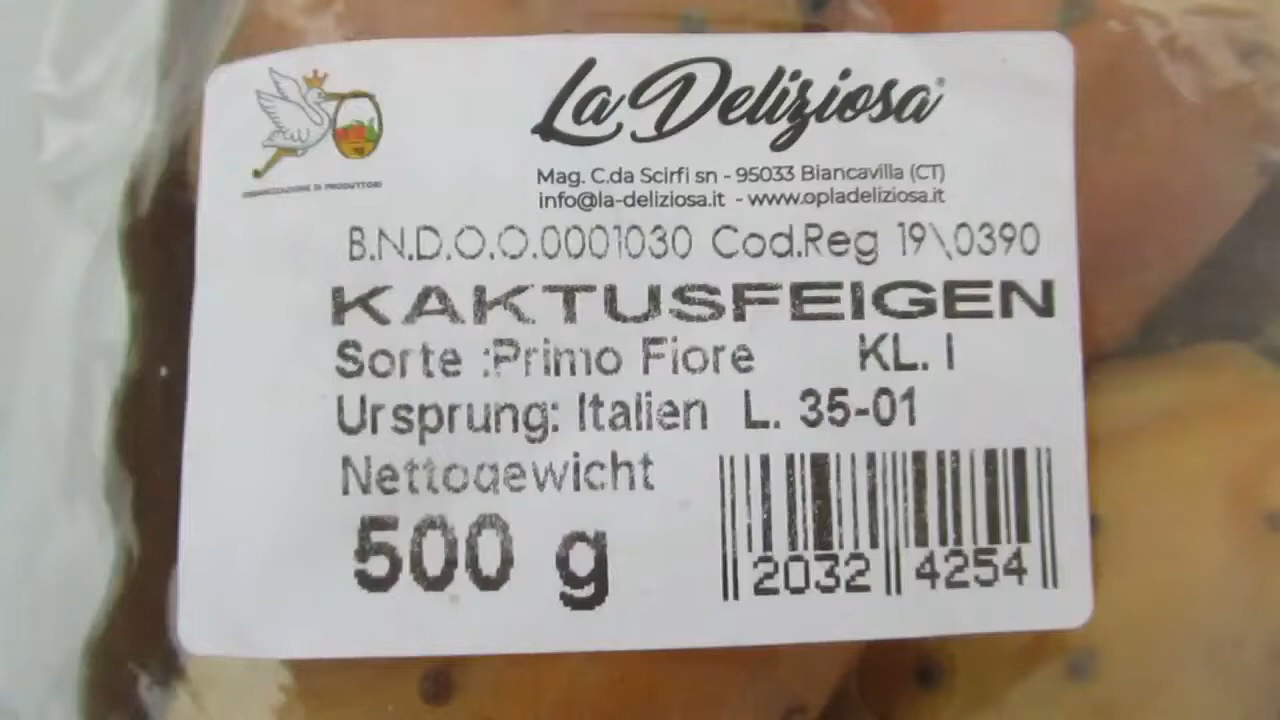 La Deliziosa
Mag. C.da Scirfi sn - 95033 Biancavilla (CT)
info@la-deliziosa.it - www.opladeliziosa.it
ORGANIZZAZIONE DI PRODUTTORI
B.N.D.O.O.0001030 Cod.Reg 19\0390
KAKTUSFEIGEN
Sorte :Primo Fiore KL. I
Ursprung: Italien L. 35-01
Nettogewicht
500 g
2032 4254